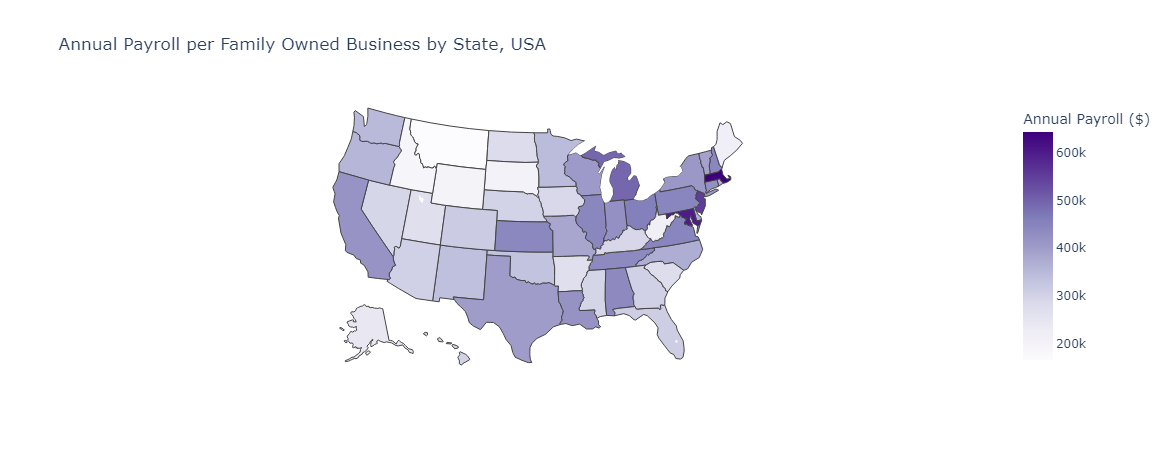 Annual Payroll per Family Owned Business by State, USA
Annual Payroll ($)
600k
500k
400k
300k
200k